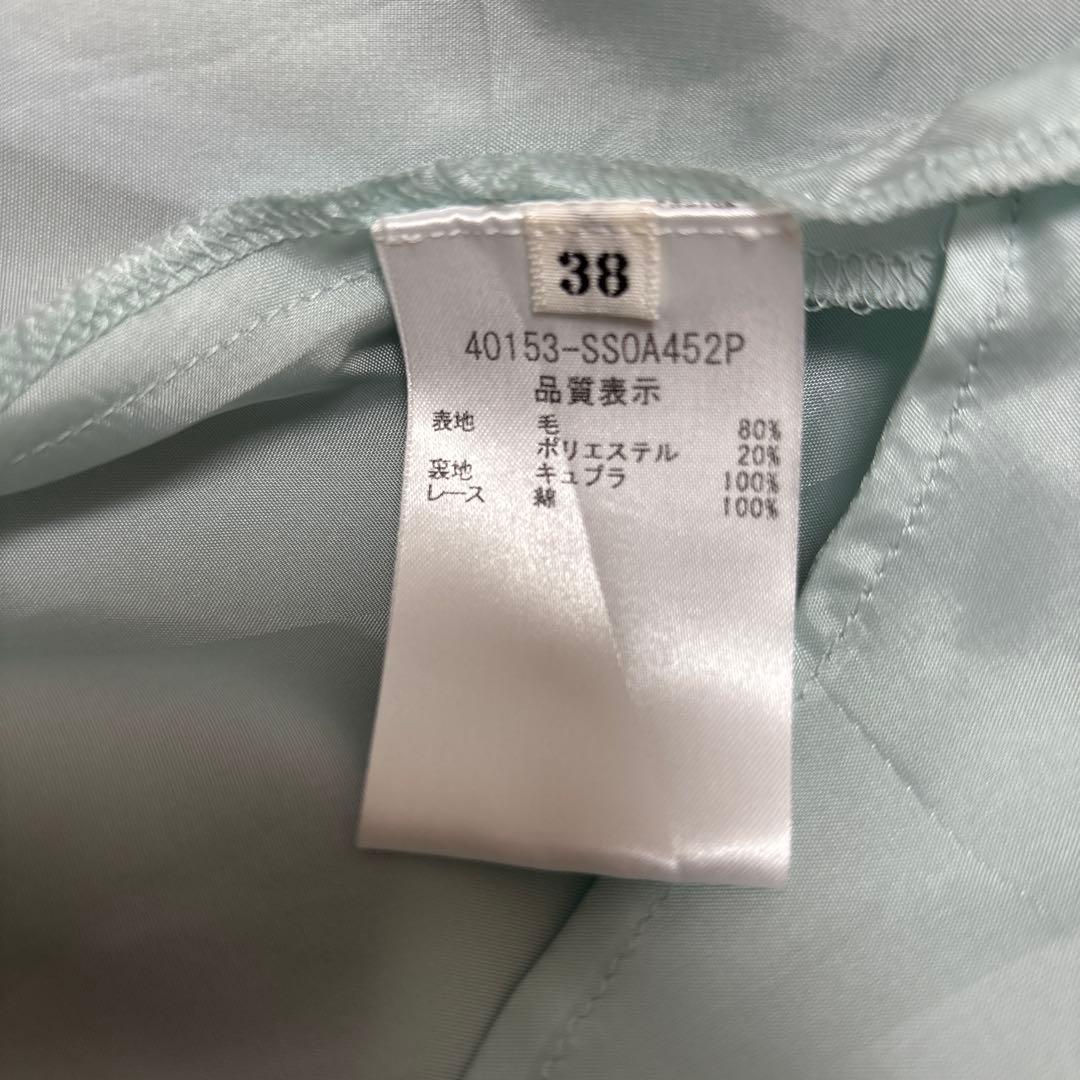 38
40153-SS0A452P
品質表示
表地 毛 80%
ポリエステル 20%
裏地 キュプラ 100%
レース 綿 100%